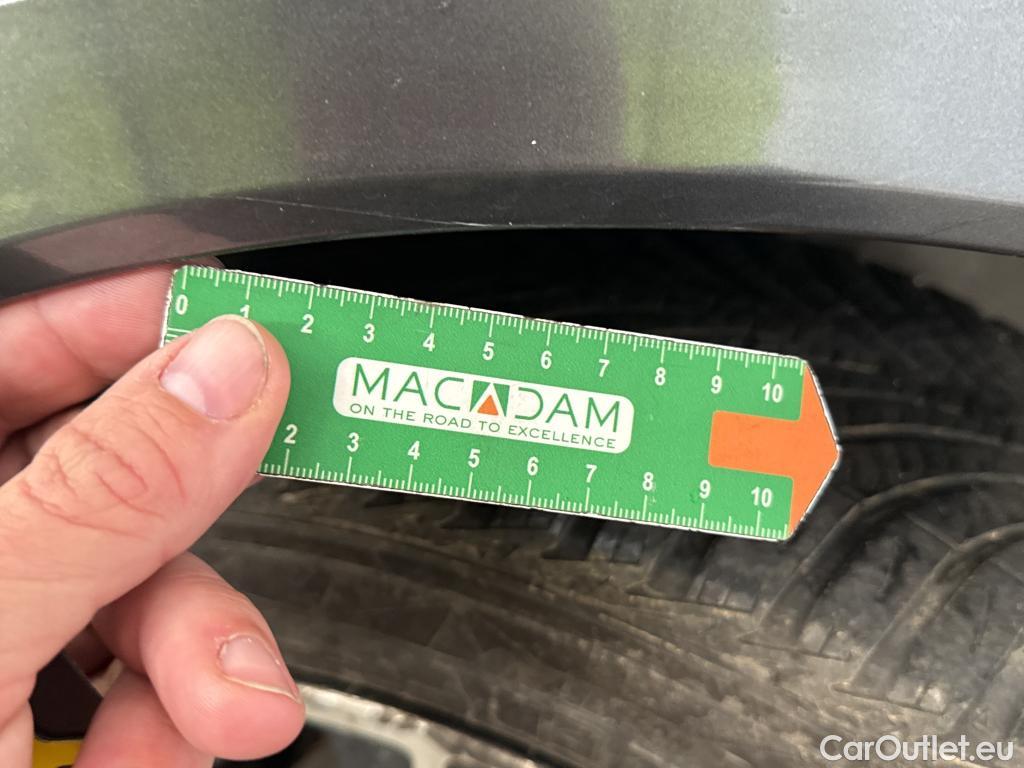 0 1 2 3 4 5 6 7 8 9 10
MACADAM
ON THE ROAD TO EXCELLENCE
2 3 4 5 6 7 8 9 10
CarOutlet.eu